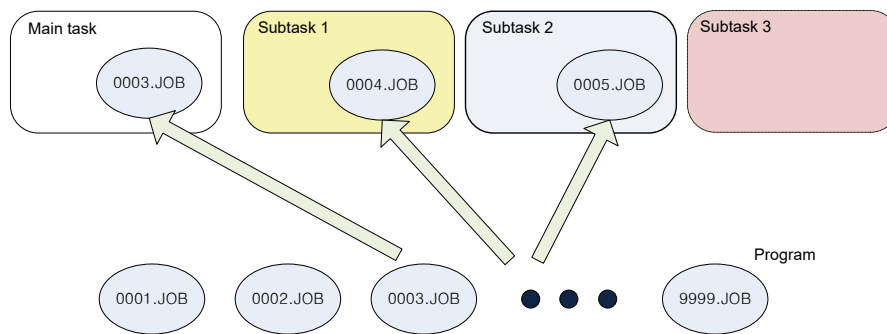 Main task
Subtask 1
Subtask 2
Subtask 3
0003.JOB
0004.JOB
0005.JOB
Program
0001.JOB
0002.JOB
0003.JOB
9999.JOB